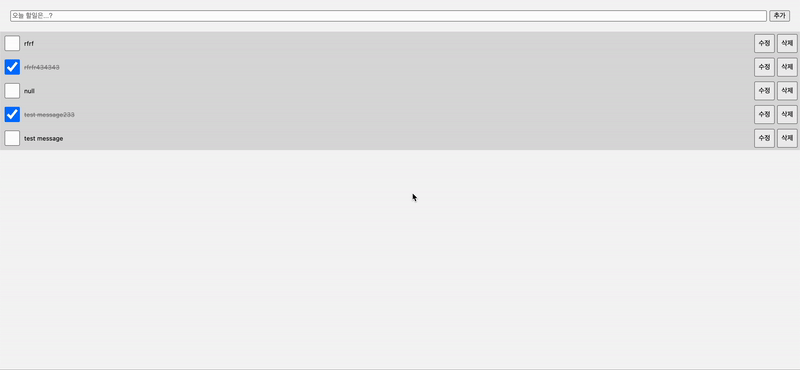 오늘 할일은...? 추가
rfrf 수정 삭제
rfrfr434343 수정 삭제
null 수정 삭제
test message233 수정 삭제
test message 수정 삭제